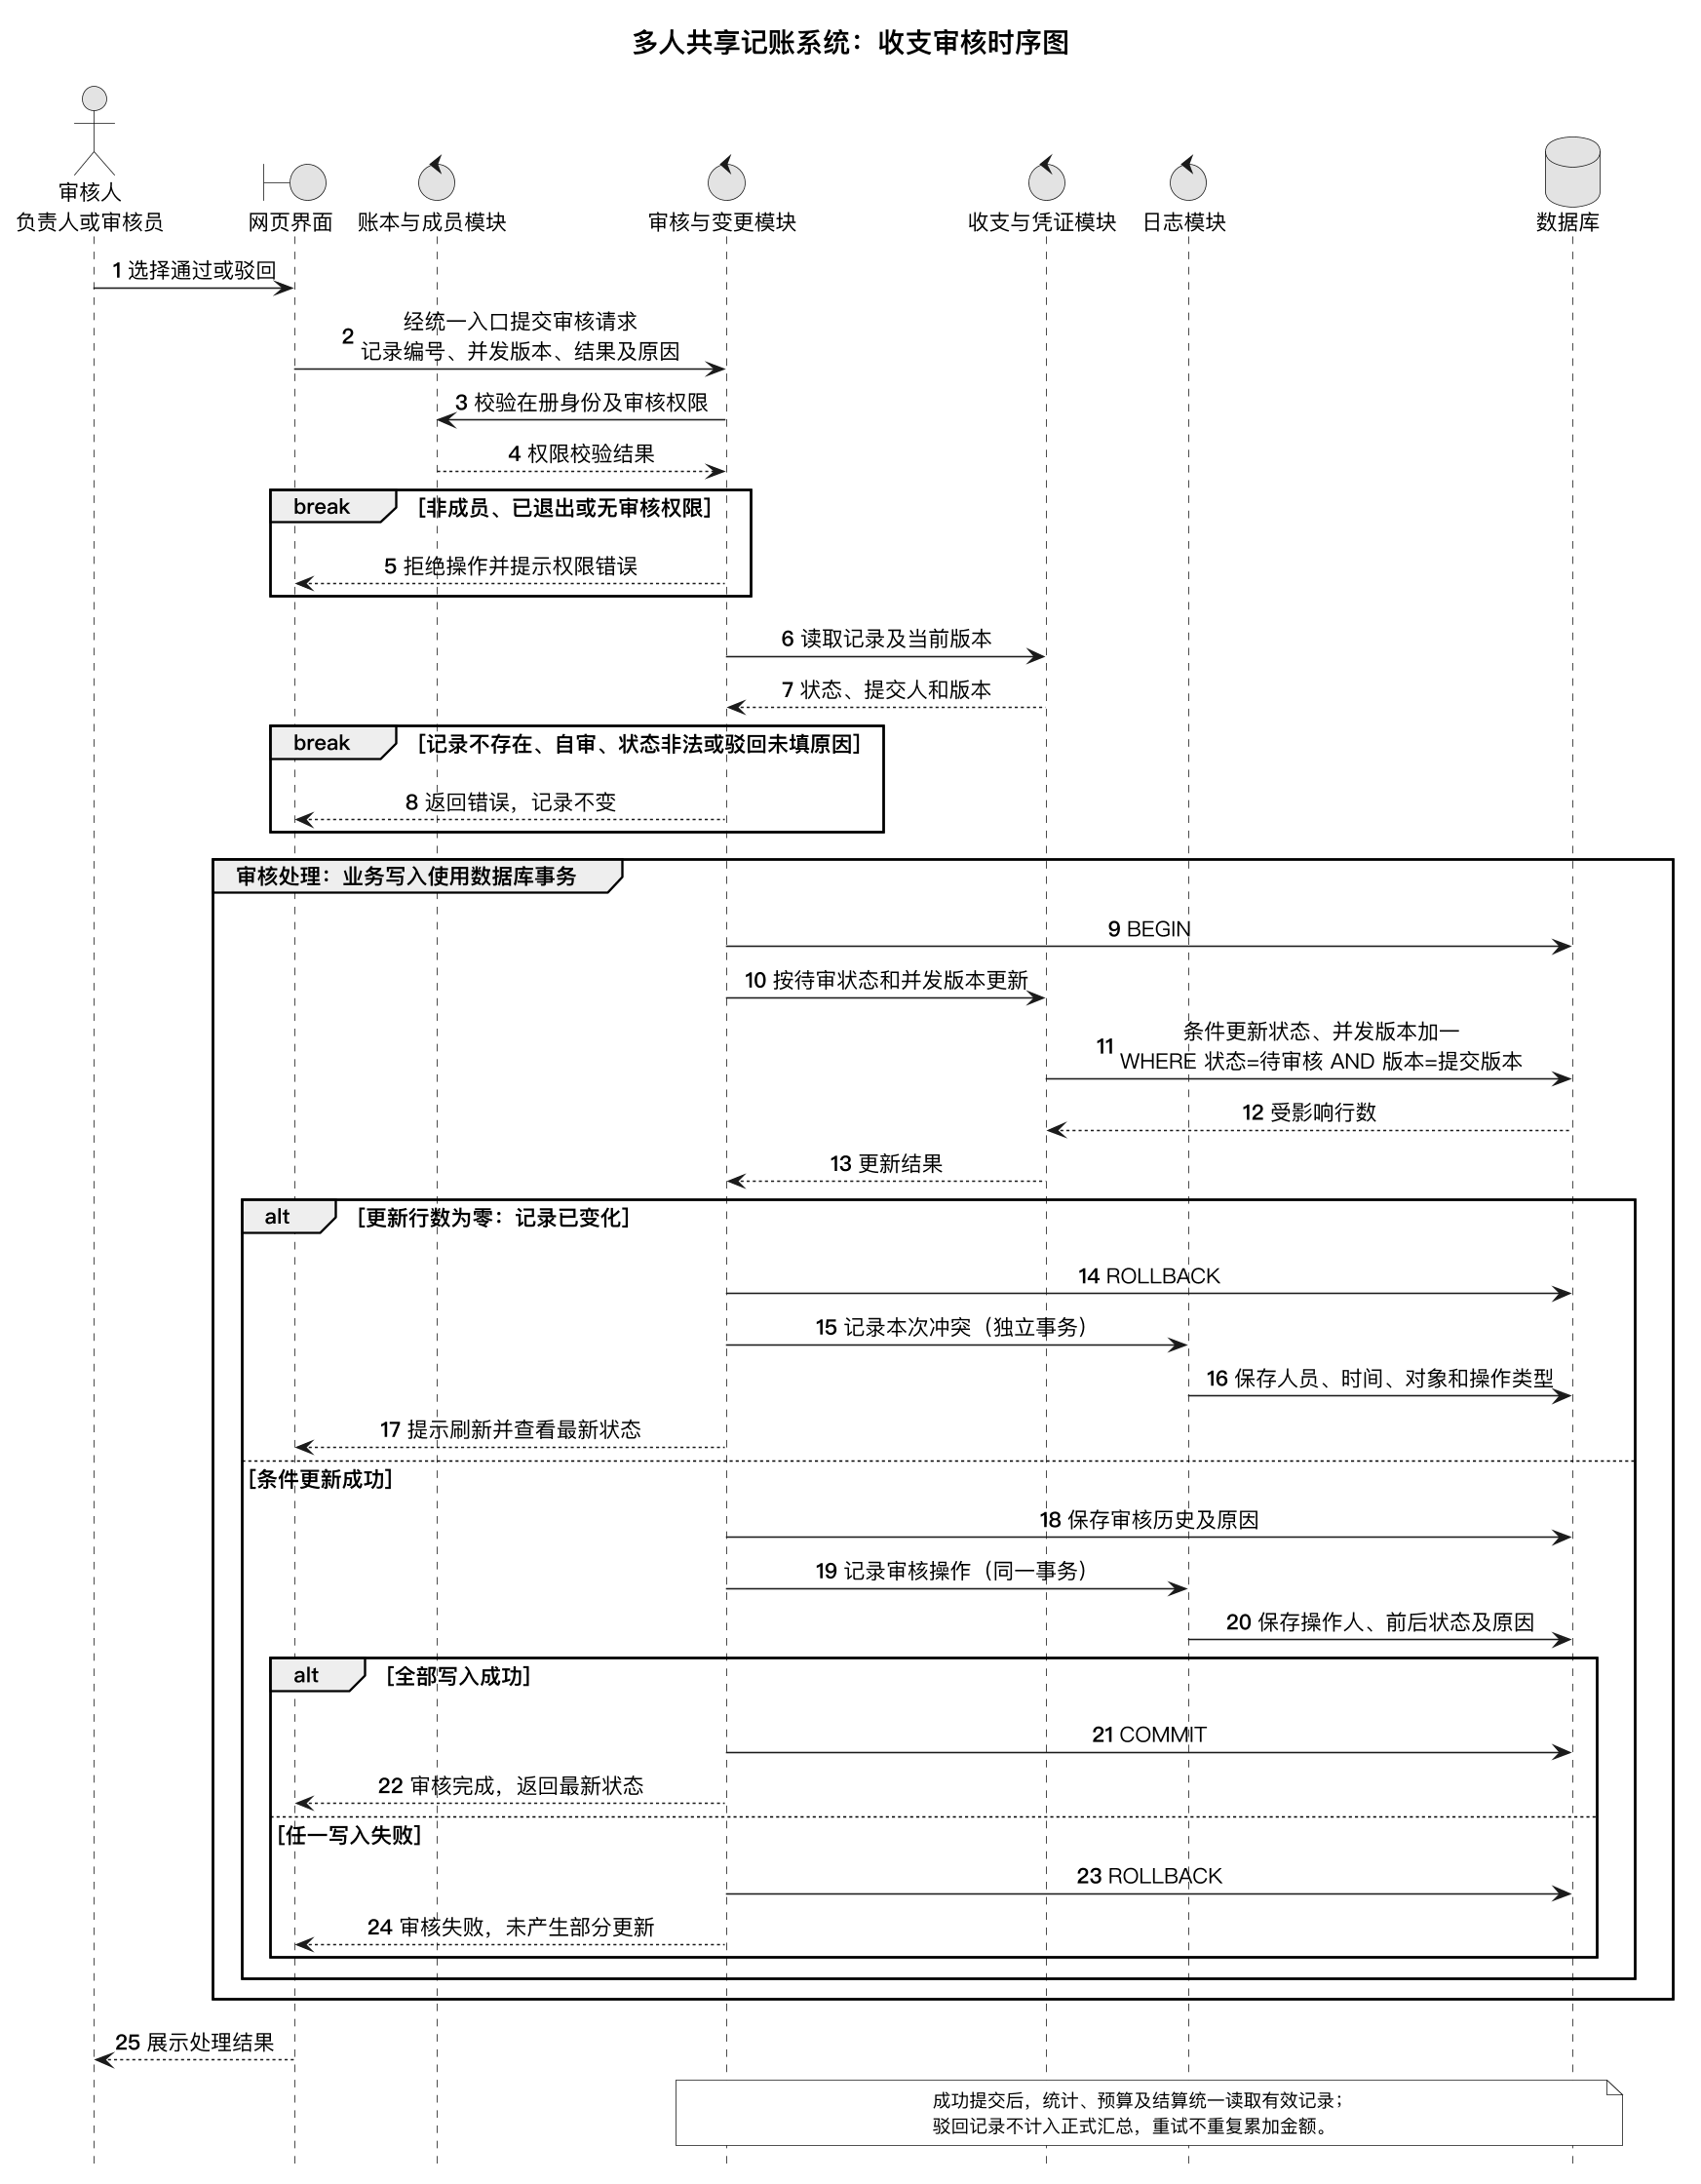 多人共享记账系统：收支审核时序图
审核人
负责人或审核员
网页界面
账本与成员模块
审核与变更模块
收支与凭证模块
日志模块
数据库
1 选择通过或驳回
2 经统一入口提交审核请求
记录编号、并发版本、结果及原因
3 校验在册身份及审核权限
4 权限校验结果
break [非成员、已退出或无审核权限]
5 拒绝操作并提示权限错误
6 读取记录及当前版本
7 状态、提交人和版本
break [记录不存在、自审、状态非法或驳回未填原因]
8 返回错误，记录不变
审核处理：业务写入使用数据库事务
9 BEGIN
10 按待审状态和并发版本更新
11 条件更新状态、并发版本加一
WHERE 状态=待审核 AND 版本=提交版本
12 受影响行数
13 更新结果
alt [更新行数为零：记录已变化]
14 ROLLBACK
15 记录本次冲突（独立事务）
16 保存人员、时间、对象和操作类型
17 提示刷新并查看最新状态
[条件更新成功]
18 保存审核历史及原因
19 记录审核操作（同一事务）
20 保存操作人、前后状态及原因
alt [全部写入成功]
21 COMMIT
22 审核完成，返回最新状态
[任一写入失败]
23 ROLLBACK
24 审核失败，未产生部分更新
25 展示处理结果
成功提交后，统计、预算及结算统一读取有效记录；
驳回记录不计入正式汇总，重试不重复累加金额。